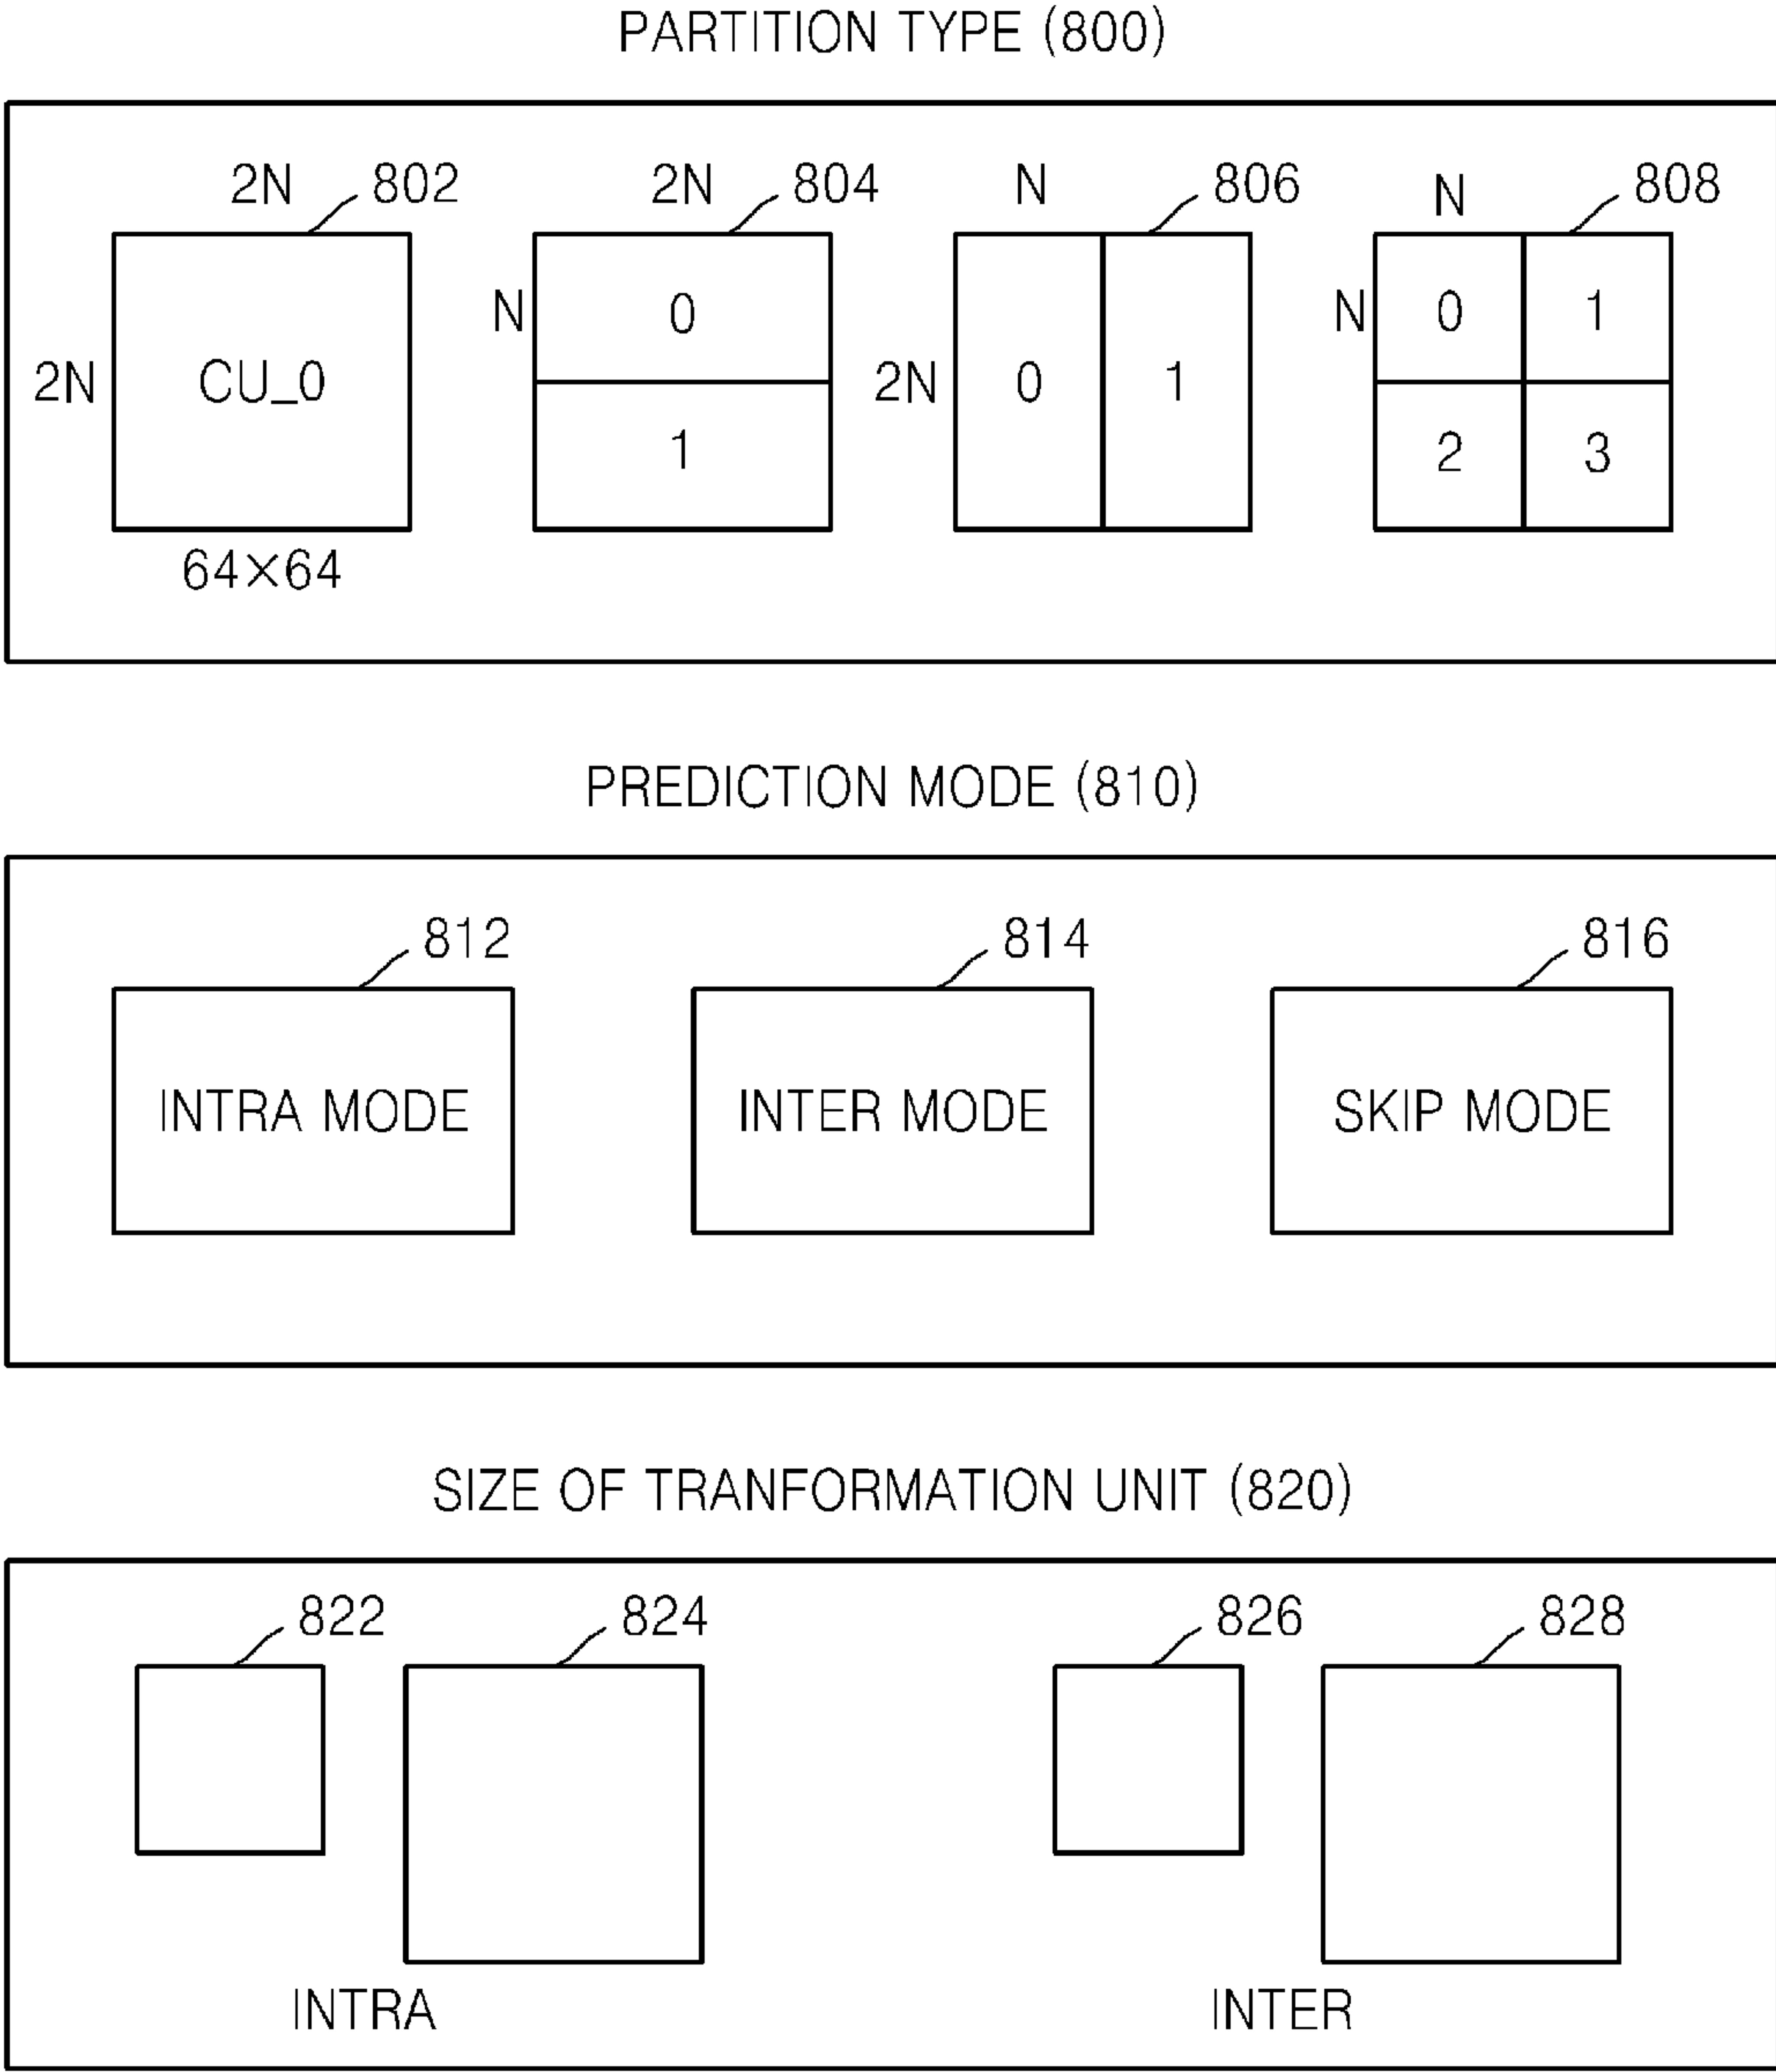 PARTITION TYPE (800)
2N 802 2N 804 N 806 N 808
N 0 N 0 1
2N CU_0 2N 0 1
1 2 3
64×64
PREDICTION MODE (810)
812 814 816
INTRA MODE INTER MODE SKIP MODE
SIZE OF TRANFORMATION UNIT (820)
822 824 826 828
INTRA INTER